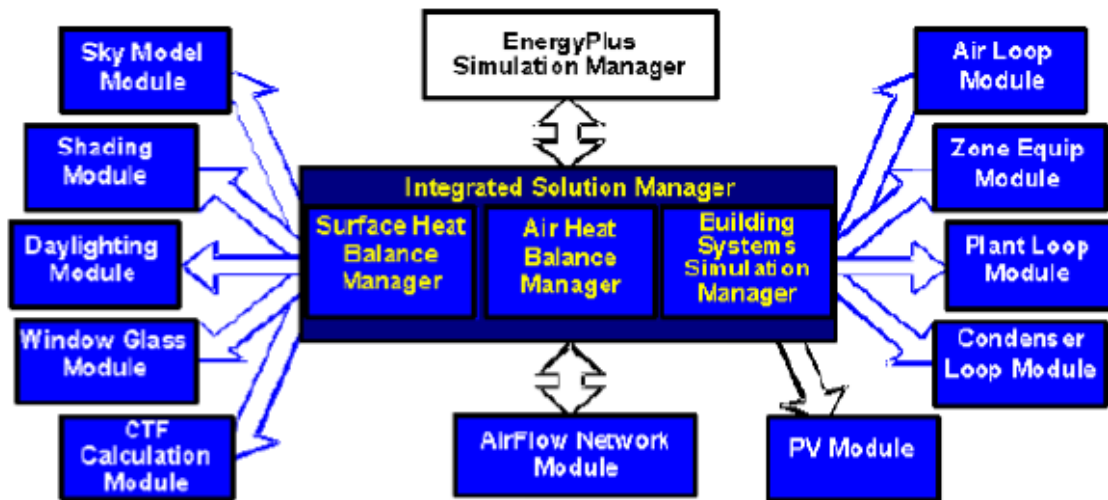 EnergyPlus
Simulation Manager
Sky Model
Module
Shading
Module
Daylighting
Module
Window Glass
Module
CTF
Calculation
Module
Integrated Solution Manager
Surface Heat
Balance
Manager
Air Heat
Balance
Manager
Building
Systems
Simulation
Manager
Air Loop
Module
Zone Equip
Module
Plant Loop
Module
Condenser
Loop Module
AirFlow Network
Module
PV Module